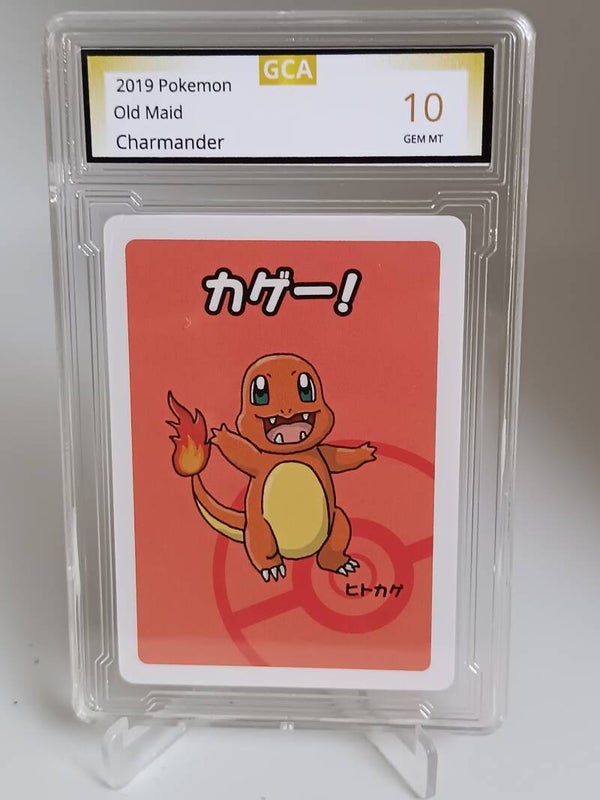 GCA
2019 Pokemon
Old Maid
Charmander
10
GEM MT
カゲー!
ヒトカゲ